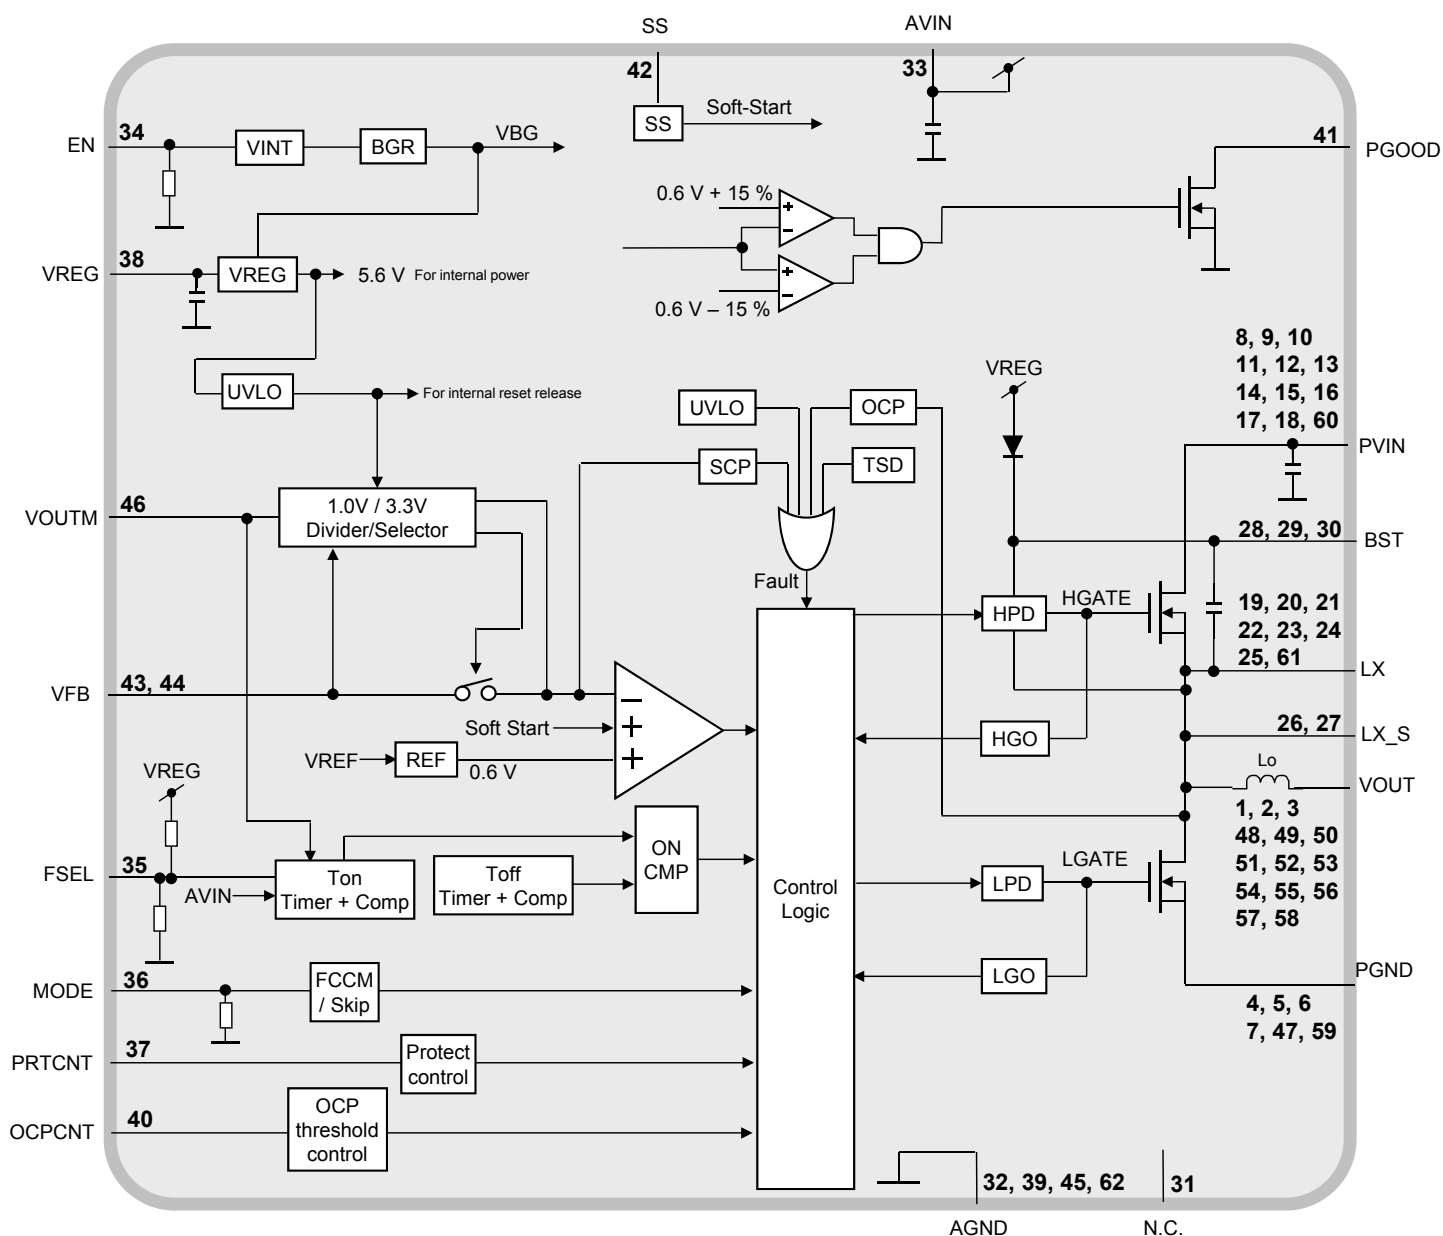 SS
AVIN
42
33
SS
Soft-Start
EN
34
VINT
BGR
VBG
41
PGOOD
0.6 V + 15 %
+
−
+
−
0.6 V – 15 %
VREG
38
VREG
5.6 V For internal power
UVLO
For internal reset release
UVLO
OCP
SCP
TSD
VREG
8, 9, 10
11, 12, 13
14, 15, 16
17, 18, 60
PVIN
VOUTM
46
1.0V / 3.3V
Divider/Selector
Fault
28, 29, 30
BST
HPD
HGATE
19, 20, 21
22, 23, 24
25, 61
LX
VFB
43, 44
−
Soft Start
+
VREF
REF
0.6 V
+
HGO
26, 27
LX_S
Lo
VOUT
1, 2, 3
48, 49, 50
51, 52, 53
54, 55, 56
57, 58
VREG
FSEL
35
AVIN
Ton
Timer + Comp
Toff
Timer + Comp
ON
CMP
Control
Logic
LPD
LGATE
LGO
PGND
4, 5, 6
7, 47, 59
MODE
36
FCCM
/ Skip
PRTCNT
37
Protect
control
OCPCNT
40
OCP
threshold
control
32, 39, 45, 62
31
AGND
N.C.